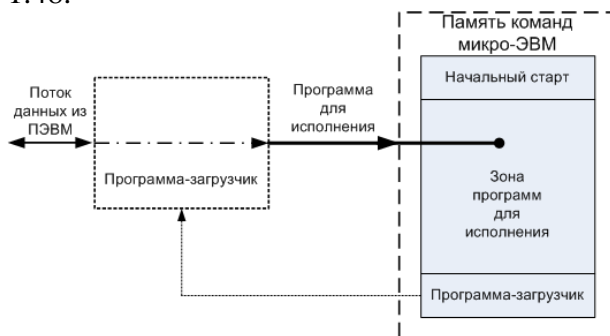 1.48.
Память команд
микро-ЭВМ
Начальный старт
Поток
данных из
ПЭВМ
Программа
для
исполнения
Программа-загрузчик
Зона
программ
для
исполнения
Программа-загрузчик